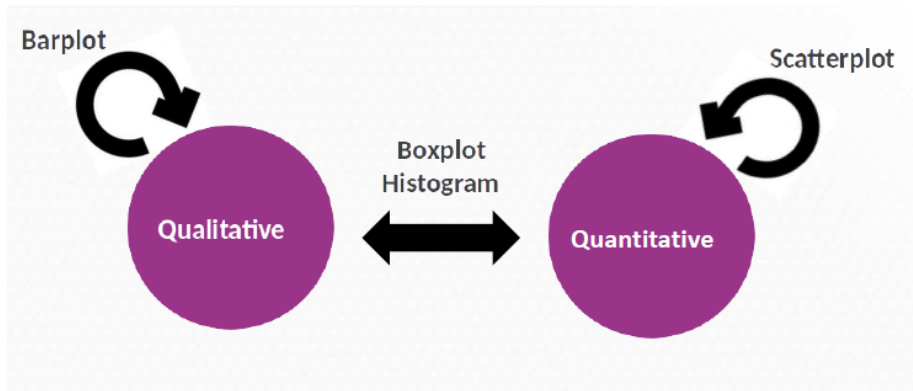 Barplot
Scatterplot
Boxplot
Histogram
Qualitative
Quantitative